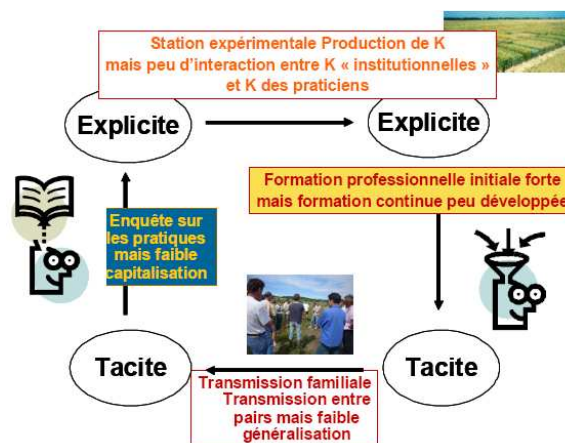 Station expérimentale Production de K
mais peu d'interaction entre K « institutionnelles »
et K des praticiens
Explicite
Explicite
Formation professionnelle initiale forte
mais formation continue peu développée
Enquête sur
les pratiques
mais faible
capitalisation
Tacite
Tacite
Transmission familiale
Transmission entre
pairs mais faible
généralisation